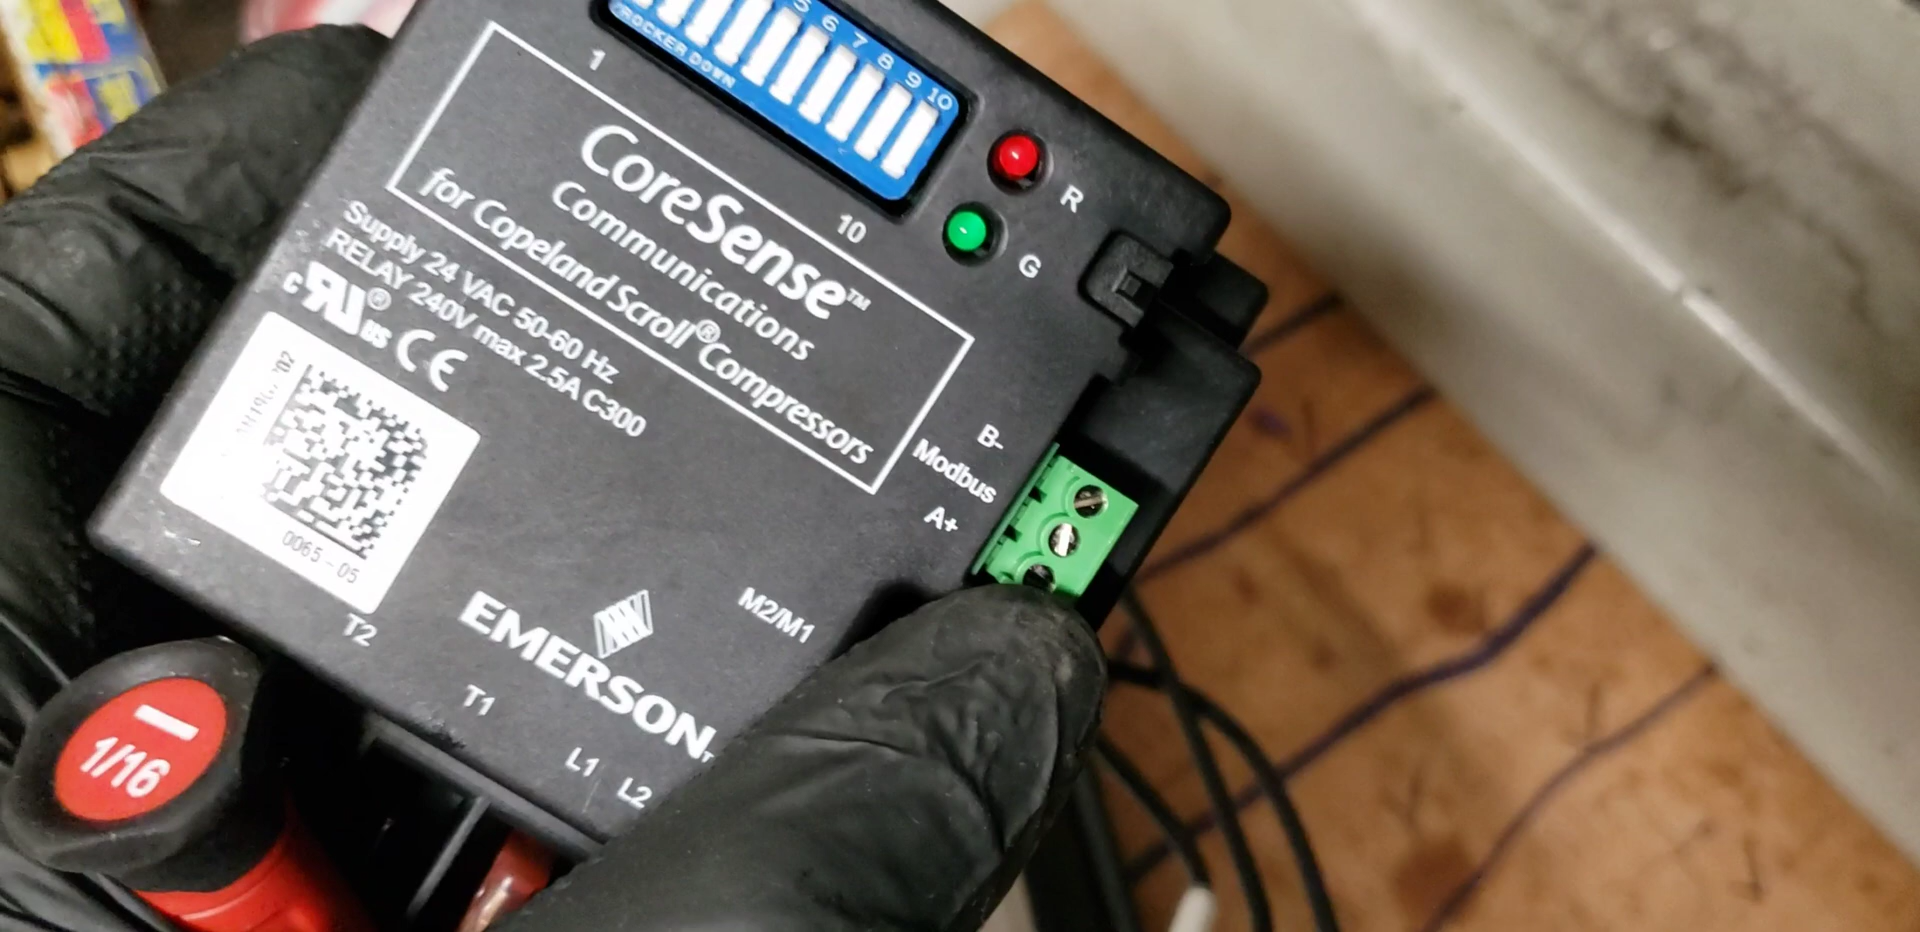 5 6 7 8 9 10
ROCKER DOWN
1
10
R
G
CoreSense™
Communications
for Copeland Scroll® Compressors
Supply 24 VAC 50-60 Hz
RELAY 240V max 2.5A C300
c RU® us CE
B-
Modbus
A+
0065-05
T2
EMERSON
M2/M1
T1
L1
L2
1/16